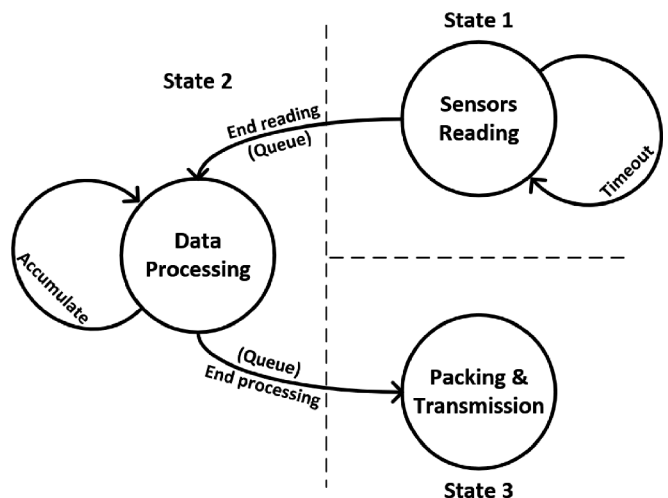 State 1
Sensors
Reading
Timeout
State 2
End reading
(Queue)
Data
Processing
Accumulate
(Queue)
End processing
Packing &
Transmission
State 3